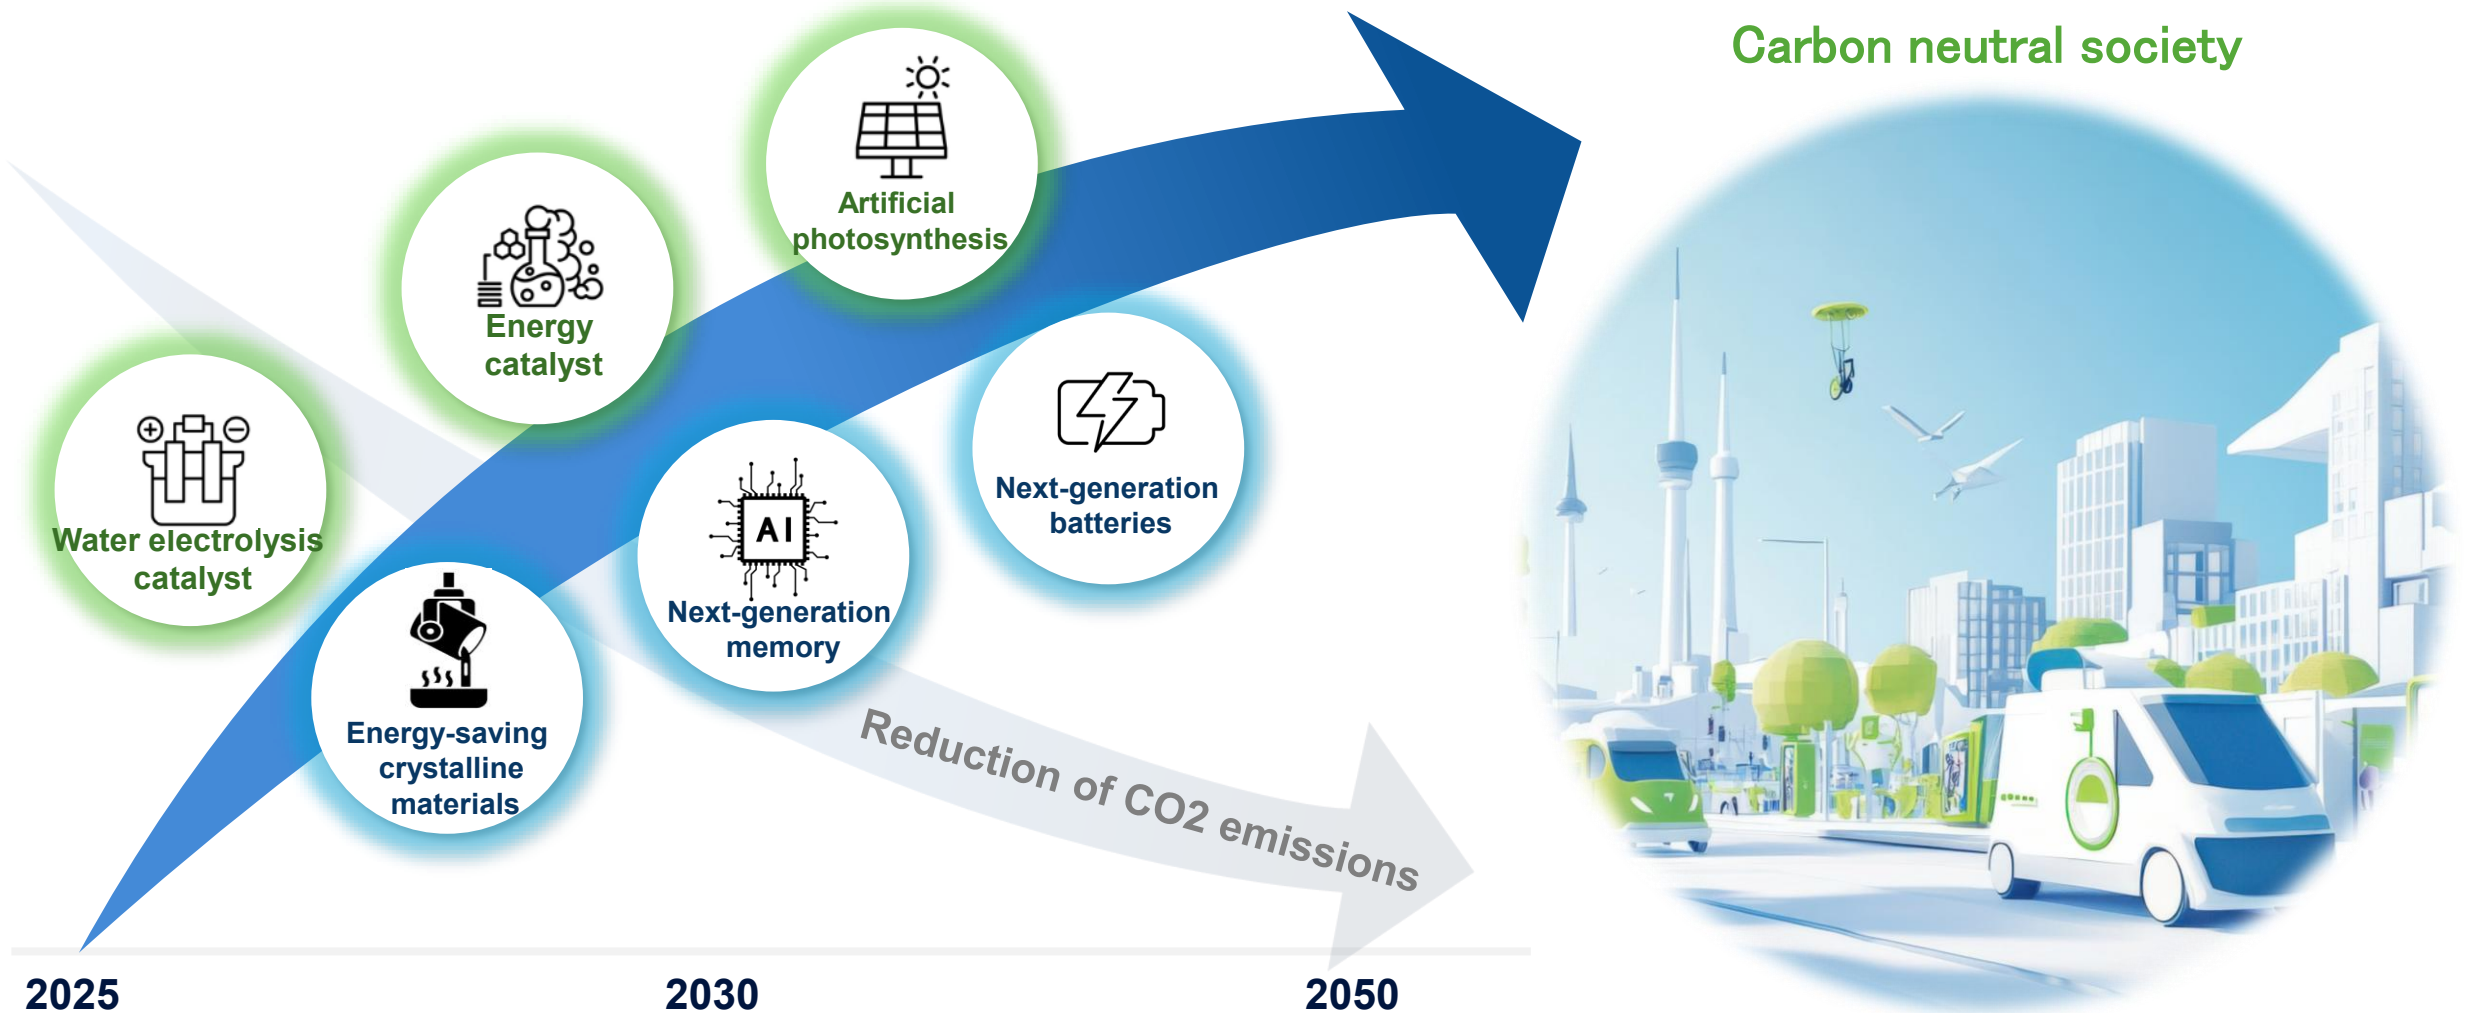 Carbon neutral society
Artificial
photosynthesis
Energy
catalyst
Water electrolysis
catalyst
Next-generation
batteries
AI
Next-generation
memory
Energy-saving
crystalline
materials
Reduction of CO2 emissions
2025
2030
2050